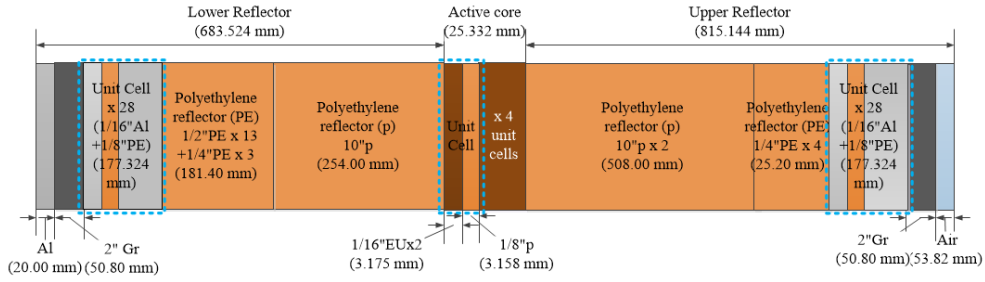 Lower Reflector
(683.524 mm)
Active core
(25.332 mm)
Upper Reflector
(815.144 mm)
Unit Cell
x 28
(1/16"Al
+1/8"PE)
(177.324
mm)
Polyethylene
reflector (PE)
1/2"PE x 13
+1/4"PE x 3
(181.40 mm)
Polyethylene
reflector (p)
10"p
(254.00 mm)
Unit
Cell
x 4
unit
cells
Polyethylene
reflector (p)
10"p x 2
(508.00 mm)
Polyethylene
reflector (PE)
1/4"PE x 4
(25.20 mm)
Unit Cell
x 28
(1/16"Al
+1/8"PE)
(177.324
mm)
Al
(20.00 mm)
2" Gr
(50.80 mm)
1/16"EUx2
(3.175 mm)
1/8"p
(3.158 mm)
2"Gr
(50.80 mm)
Air
(53.82 mm)